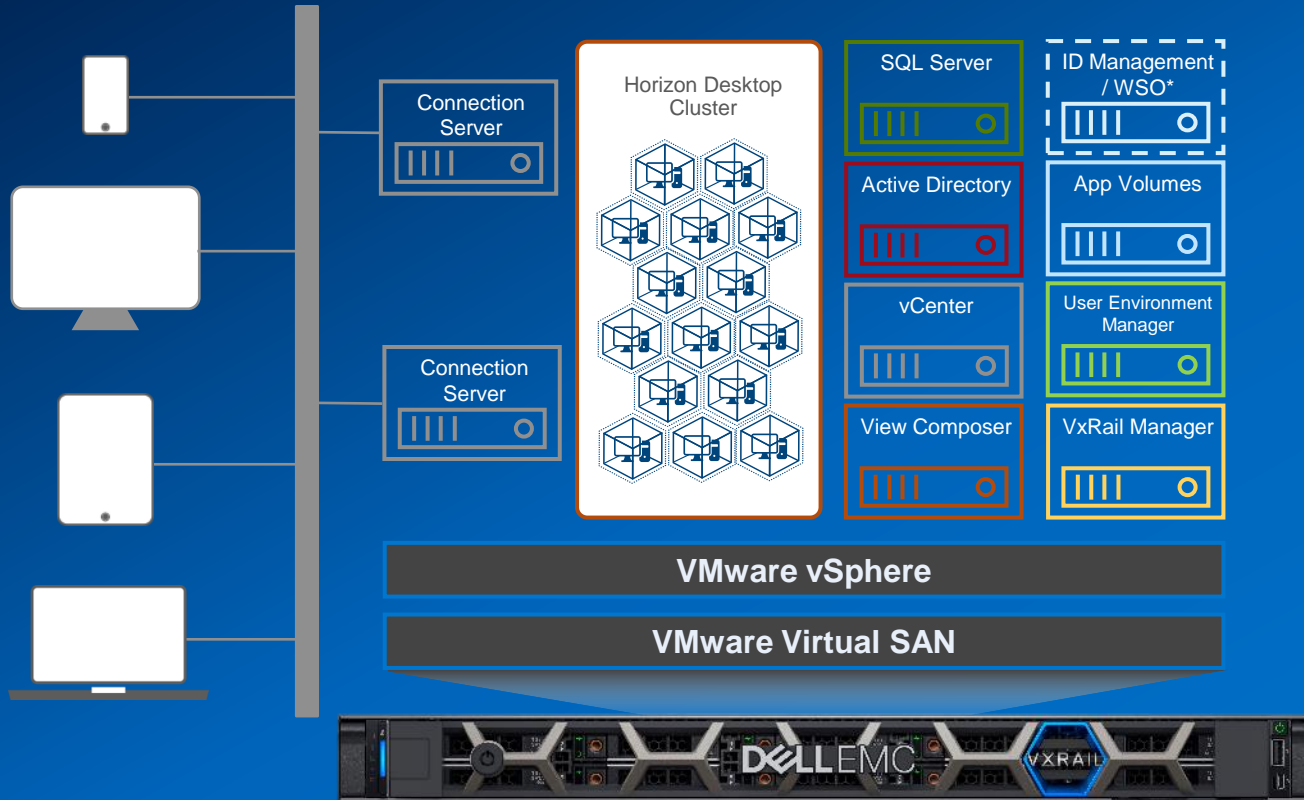 Connection
Server
Connection
Server
Horizon Desktop
Cluster
SQL Server
ID Management
/ WSO*
Active Directory
App Volumes
vCenter
User Environment
Manager
View Composer
VxRail Manager
VMware vSphere
VMware Virtual SAN
DELLEMC
VXRAIL